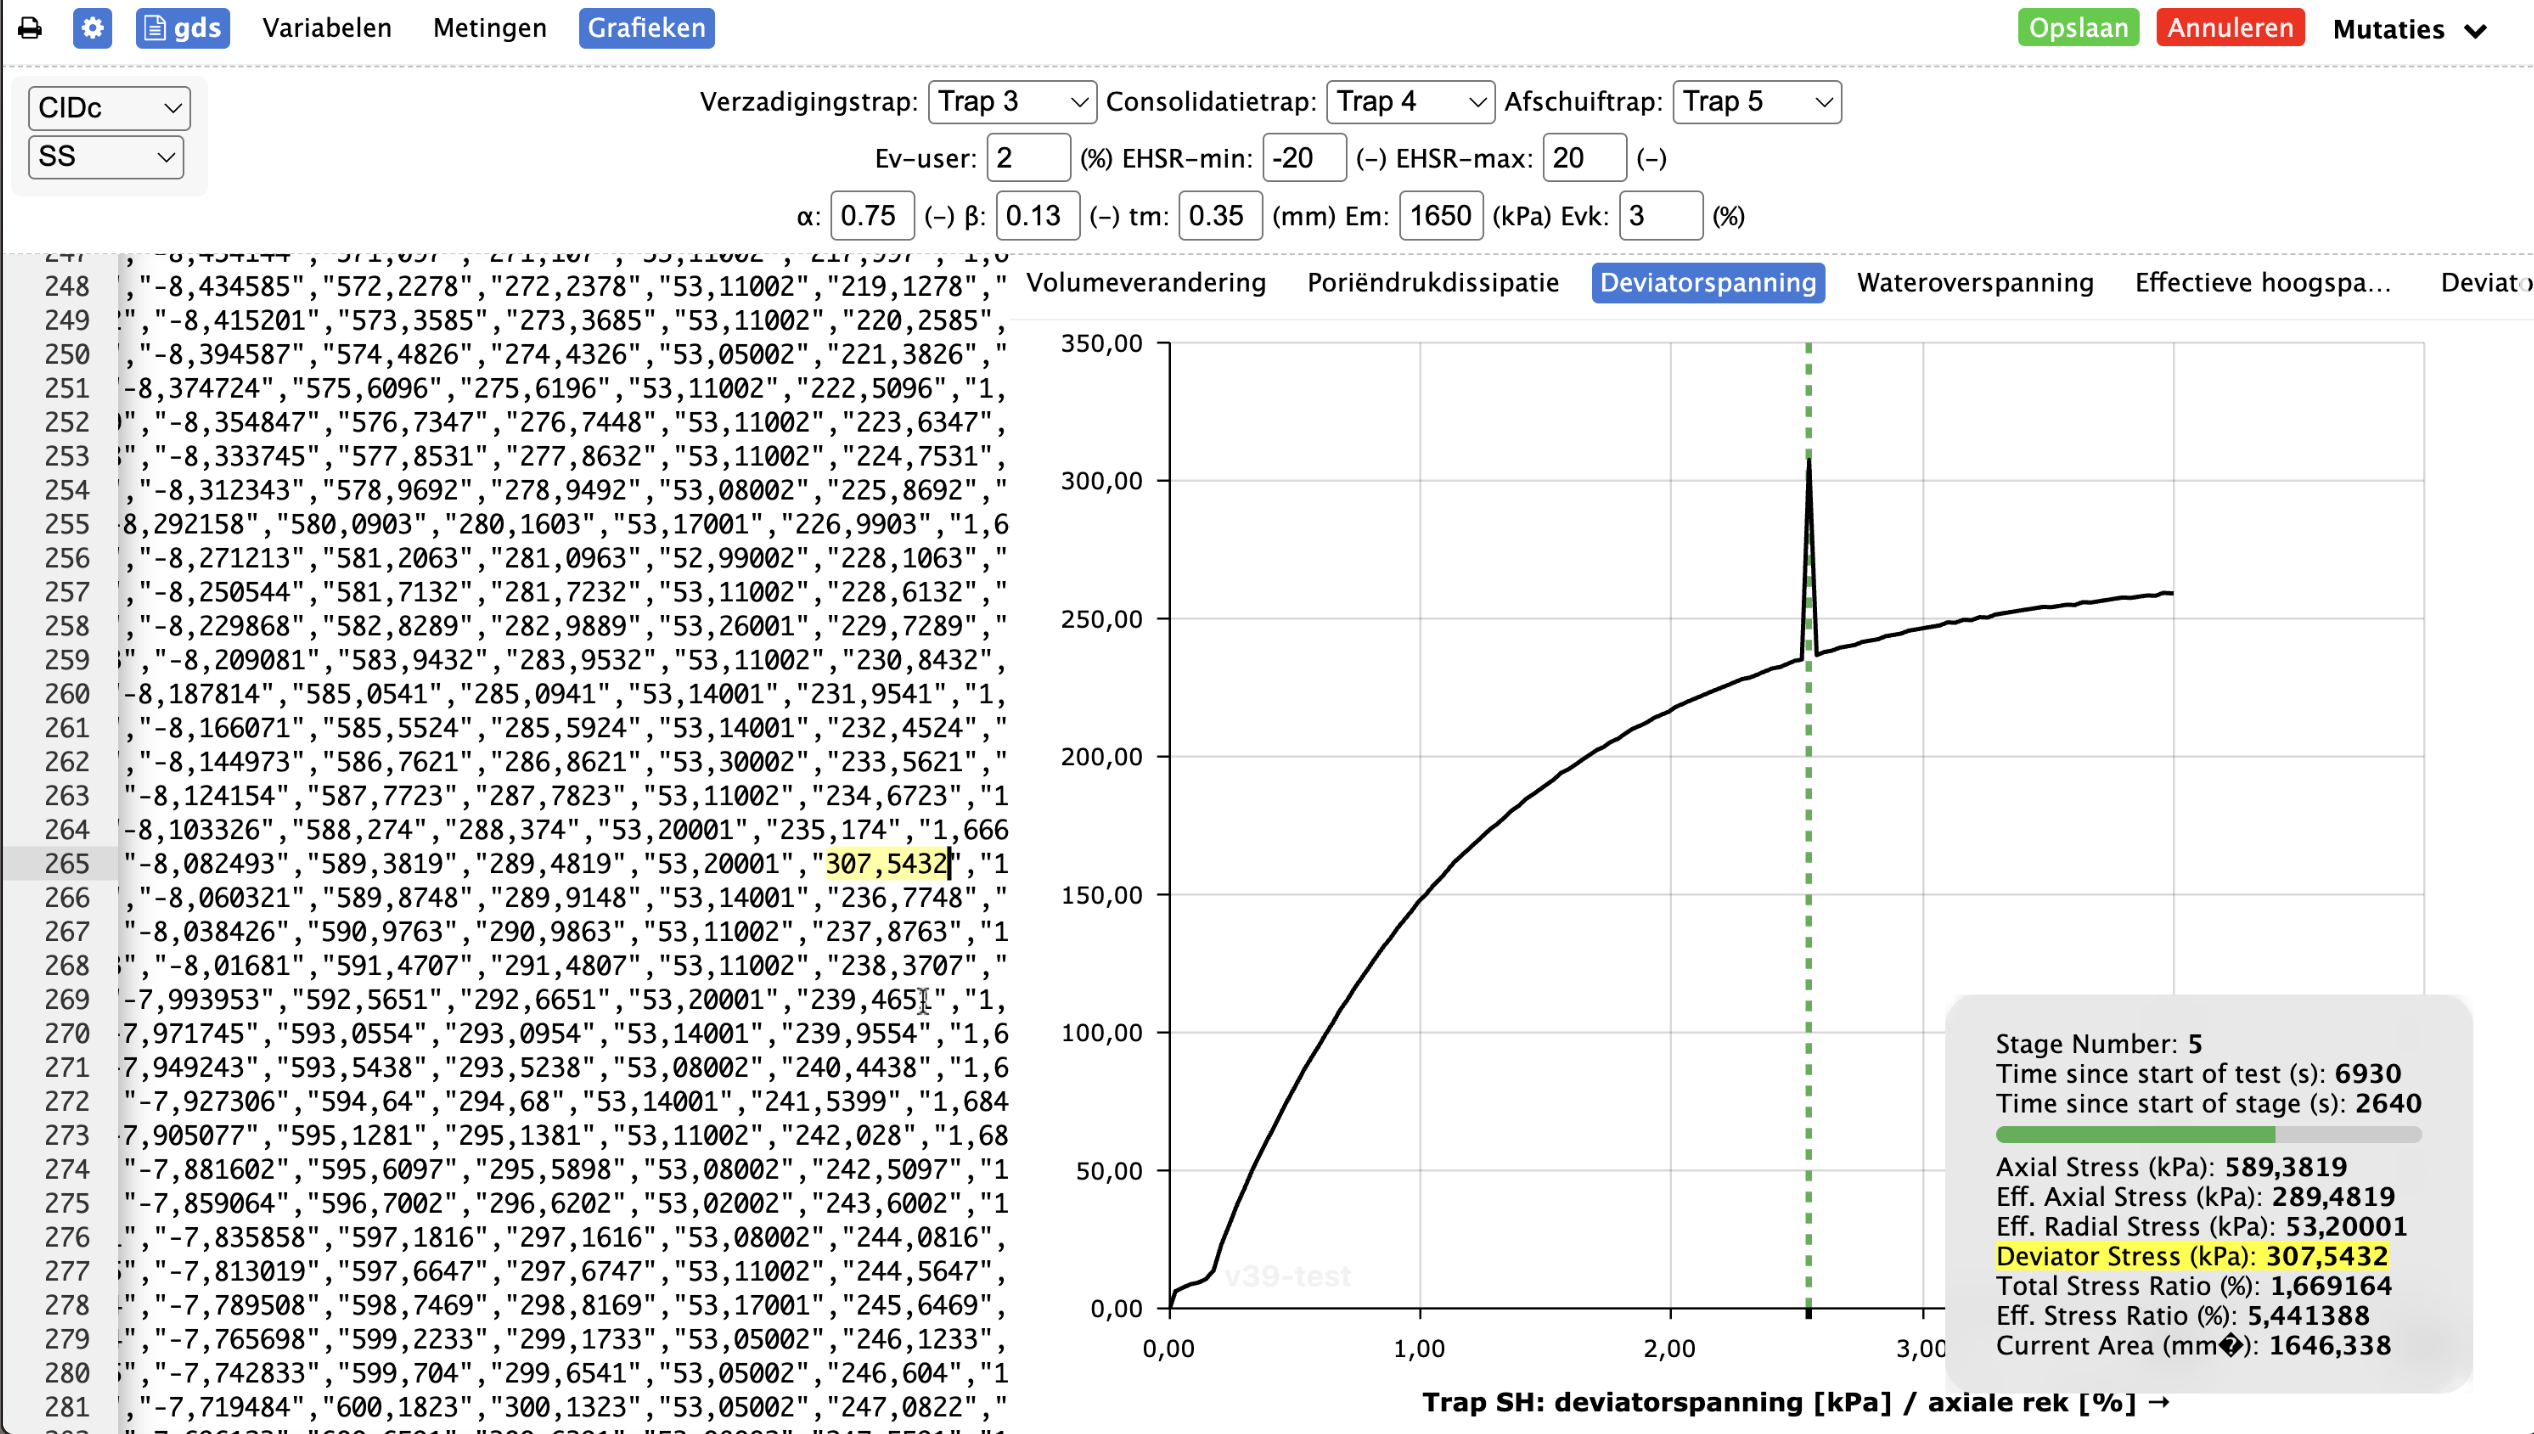 gds Variabelen Metingen Grafieken Opslaan Annuleren Mutaties
CIDc
SS
Verzadigingstrap: Trap 3 Consolidatietrap: Trap 4 Afschuiftrap: Trap 5
Ev-user: 2 (%) EHSR-min: -20 (-) EHSR-max: 20 (-)
α: 0.75 (-) β: 0.13 (-) tm: 0.35 (mm) Em: 1650 (kPa) Evk: 3 (%)
248 ,"-8,434585","572,2278","272,2378","53,11002","219,1278","
249 ","-8,415201","573,3585","273,3685","53,11002","220,2585",
250 ,"-8,394587","574,4826","274,4326","53,05002","221,3826","
251 -8,374724","575,6096","275,6196","53,11002","222,5096","1,
252 ","-8,354847","576,7347","276,7448","53,11002","223,6347",
253 ","-8,333745","577,8531","277,8632","53,11002","224,7531",
254 ,"-8,312343","578,9692","278,9492","53,08002","225,8692","
255 8,292158","580,0903","280,1603","53,17001","226,9903","1,6
256 ,"-8,271213","581,2063","281,0963","52,99002","228,1063","
257 ,"-8,250544","581,7132","281,7232","53,11002","228,6132","
258 ,"-8,229868","582,8289","282,9889","53,26001","229,7289","
259 ","-8,209081","583,9432","283,9532","53,11002","230,8432",
260 -8,187814","585,0541","285,0941","53,14001","231,9541","1,
261 ,"-8,166071","585,5524","285,5924","53,14001","232,4524","
262 ,"-8,144973","586,7621","286,8621","53,30002","233,5621","
263 "-8,124154","587,7723","287,7823","53,11002","234,6723","1
264 -8,103326","588,274","288,374","53,20001","235,174","1,666
265 "-8,082493","589,3819","289,4819","53,20001","307,5432","1
266 ,"-8,060321","589,8748","289,9148","53,14001","236,7748","
267 "-8,038426","590,9763","290,9863","53,11002","237,8763","1
268 ","-8,01681","591,4707","291,4807","53,11002","238,3707","
269 -7,993953","592,5651","292,6651","53,20001","239,4651","1,
270 7,971745","593,0554","293,0954","53,14001","239,9554","1,6
271 7,949243","593,5438","293,5238","53,08002","240,4438","1,6
272 "-7,927306","594,64","294,68","53,14001","241,5399","1,684
273 7,905077","595,1281","295,1381","53,11002","242,028","1,68
274 "-7,881602","595,6097","295,5898","53,08002","242,5097","1
275 "-7,859064","596,7002","296,6202","53,02002","243,6002","1
276 ","-7,835858","597,1816","297,1616","53,08002","244,0816",
277 ","-7,813019","597,6647","297,6747","53,11002","244,5647",
278 ","-7,789508","598,7469","298,8169","53,17001","245,6469",
279 ","-7,765698","599,2233","299,1733","53,05002","246,1233",
280 ","-7,742833","599,704","299,6541","53,05002","246,604","1
281 ,"-7,719484","600,1823","300,1323","53,05002","247,0822","
Volumeverandering Poriëndrukdissipatie Deviatorspanning Wateroverspanning Effectieve hoogspa... Deviato
350,00
300,00
250,00
200,00
150,00
100,00
50,00
0,00
0,00 1,00 2,00 3,00
v39-test
Trap SH: deviatorspanning [kPa] / axiale rek [%] →
Stage Number: 5
Time since start of test (s): 6930
Time since start of stage (s): 2640
Axial Stress (kPa): 589,3819
Eff. Axial Stress (kPa): 289,4819
Eff. Radial Stress (kPa): 53,20001
Deviator Stress (kPa): 307,5432
Total Stress Ratio (%): 1,669164
Eff. Stress Ratio (%): 5,441388
Current Area (mm�): 1646,338